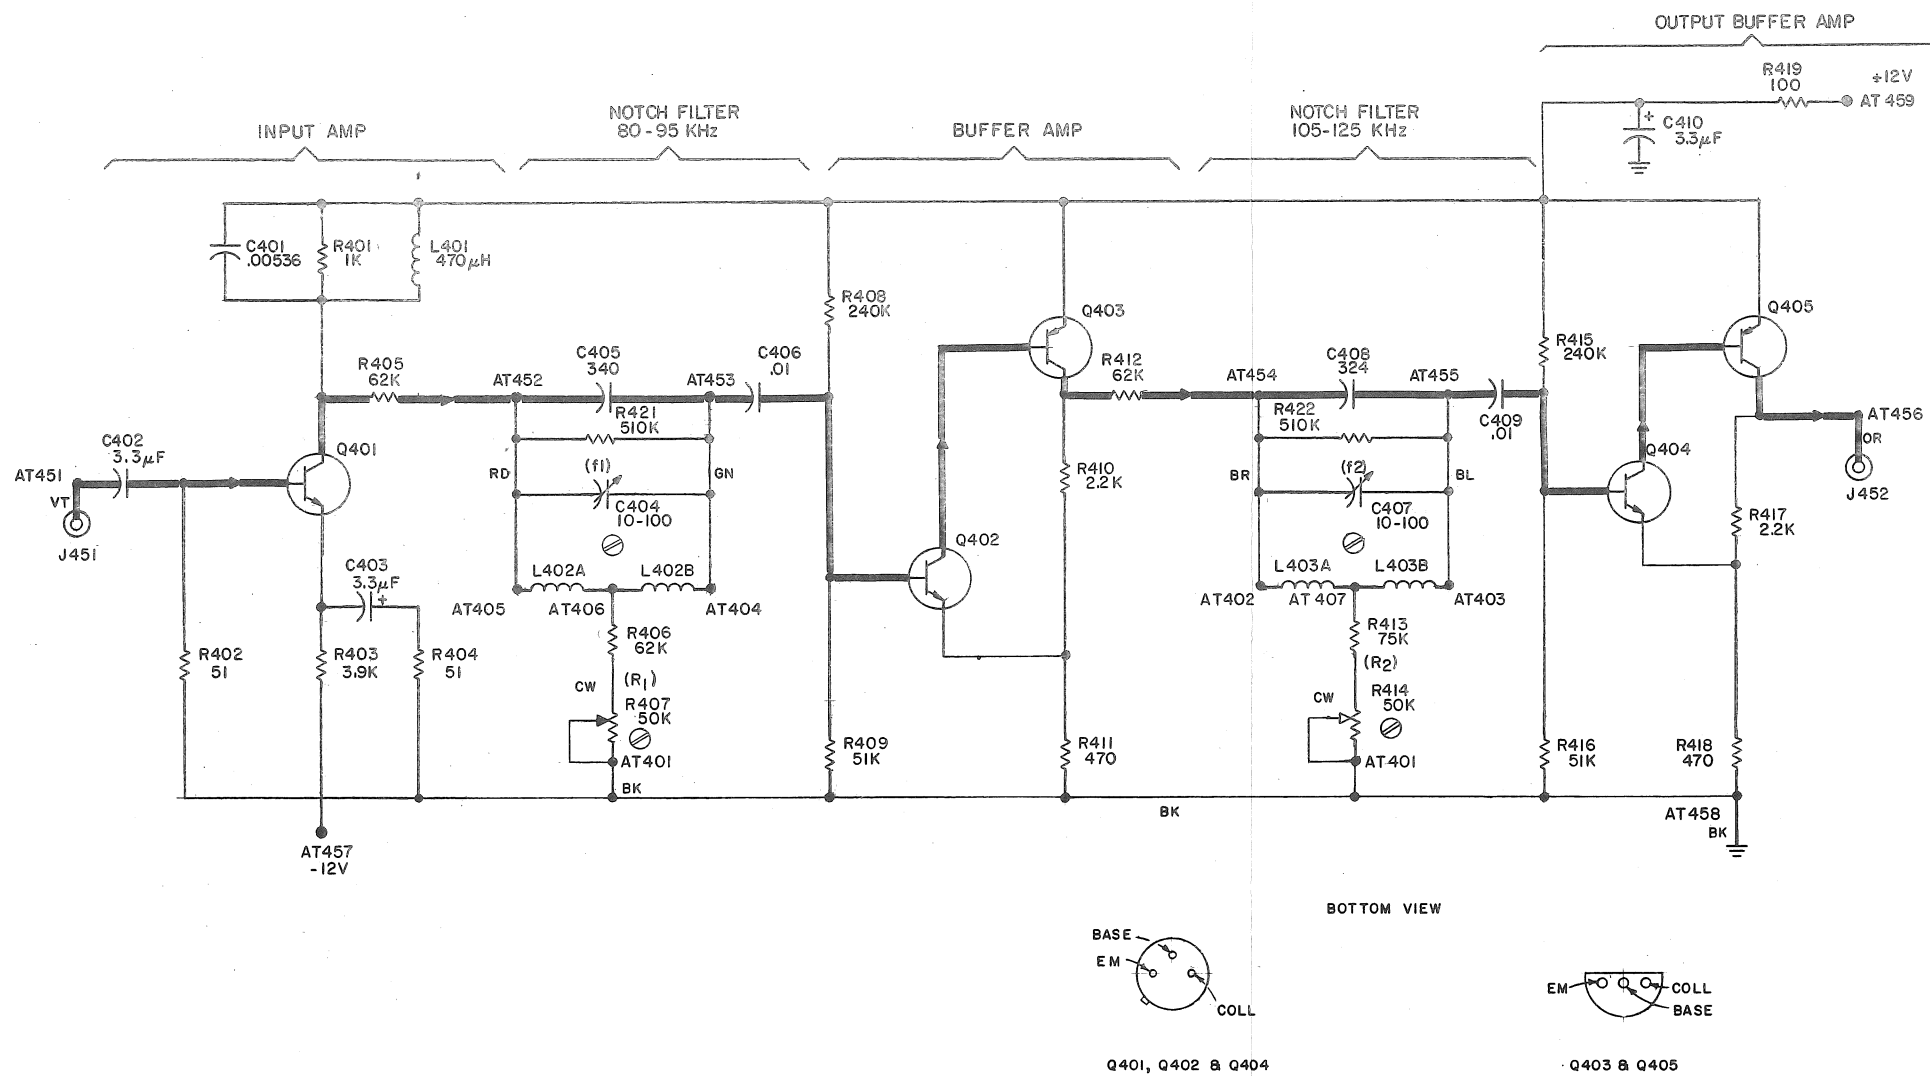 OUTPUT BUFFER AMP
R419
100
+12V
AT 459
C410
+
3.3µF
INPUT AMP
NOTCH FILTER
80-95 KHz
BUFFER AMP
NOTCH FILTER
105-125 KHz
C401
.00536
R401
1K
L401
470µH
R408
240K
Q403
Q405
R415
240K
R405
62K
AT452
C405
340
AT453
C406
.01
R412
62K
AT454
C408
324
AT455
C409
.01
AT456
OR
J452
R421
510K
R422
510K
AT451
VT
J451
C402
3.3µF
Q401
RD
(f1)
GN
C404
10-100
R410
2.2K
BR
(f2)
BL
C407
10-100
Q404
R417
2.2K
Q402
C403
3.3µF
+
L402A
L402B
AT405
AT406
AT404
L403A
L403B
AT402
AT 407
AT403
R402
51
R403
3.9K
R404
51
R406
62K
(R1)
CW
R407
50K
AT401
BK
R413
75K
(R2)
CW
R414
50K
AT401
R409
51K
R411
470
R416
51K
R418
470
BK
AT458
BK
AT457
-12V
BOTTOM VIEW
BASE
EM
COLL
Q401, Q402 & Q404
EM
COLL
BASE
Q403 & Q405